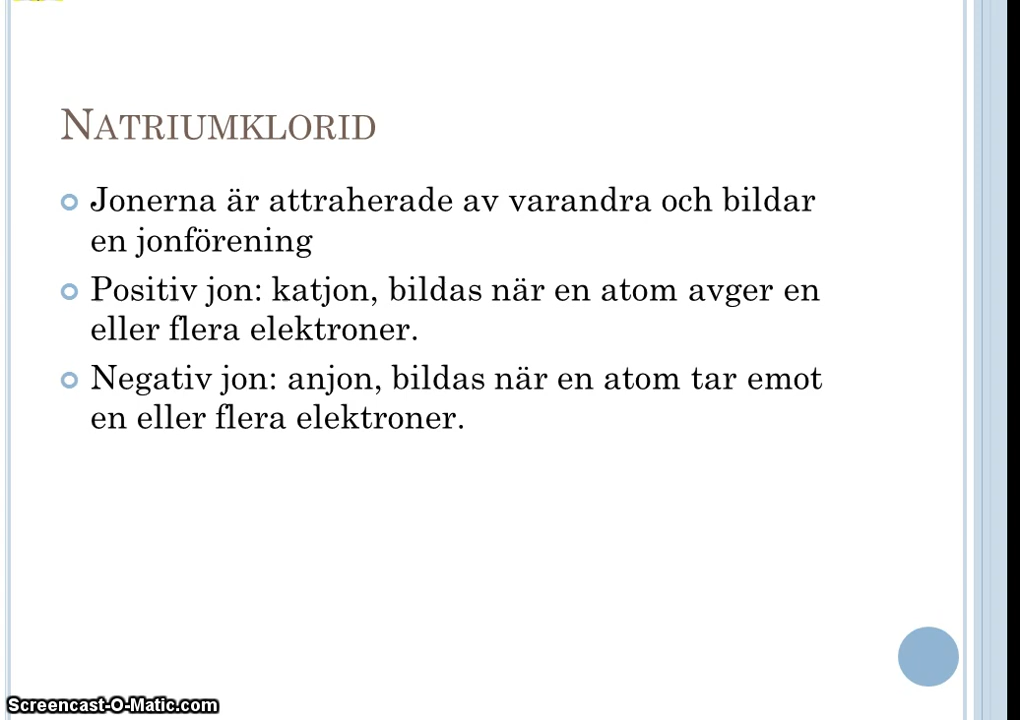 Natriumklorid
Jonerna är attraherade av varandra och bildar
en jonförening
Positiv jon: katjon, bildas när en atom avger en
eller flera elektroner.
Negativ jon: anjon, bildas när en atom tar emot
en eller flera elektroner.
Screencast-O-Matic.com